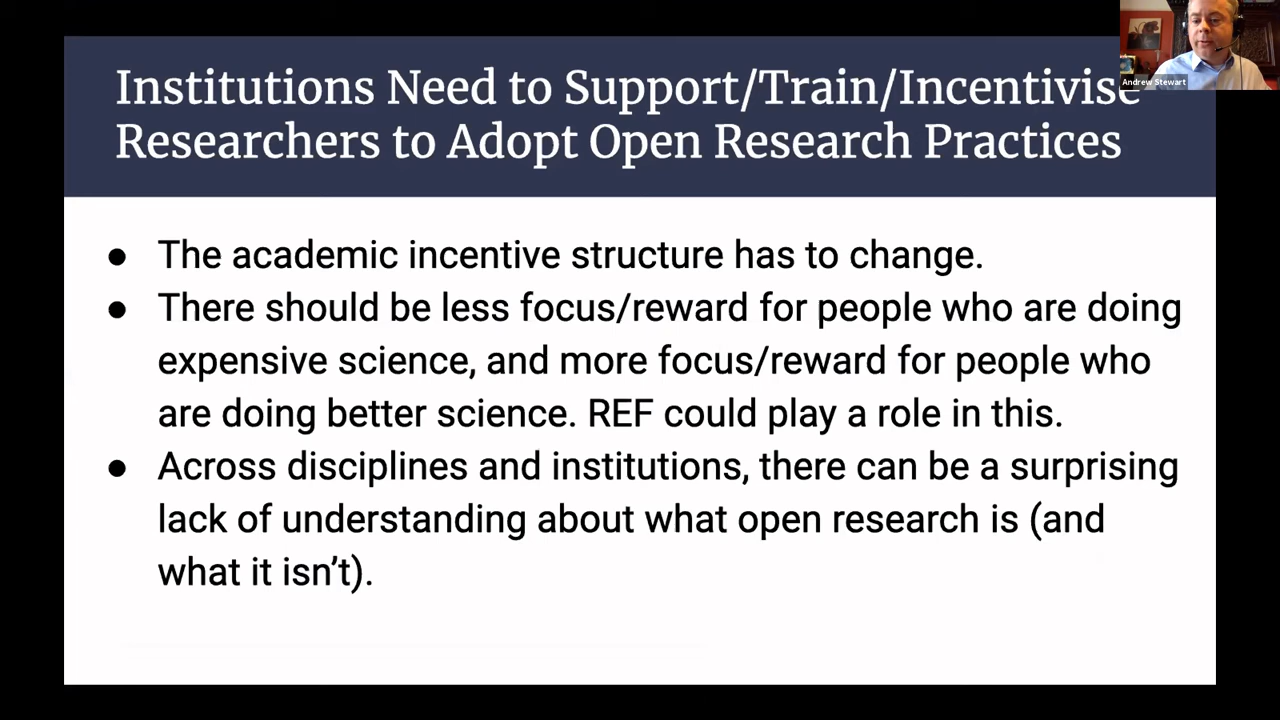 Institutions Need to Support/Train/Incentivise
Researchers to Adopt Open Research Practices
Andrew Stewart
● The academic incentive structure has to change.
● There should be less focus/reward for people who are doing
expensive science, and more focus/reward for people who
are doing better science. REF could play a role in this.
● Across disciplines and institutions, there can be a surprising
lack of understanding about what open research is (and
what it isn't).